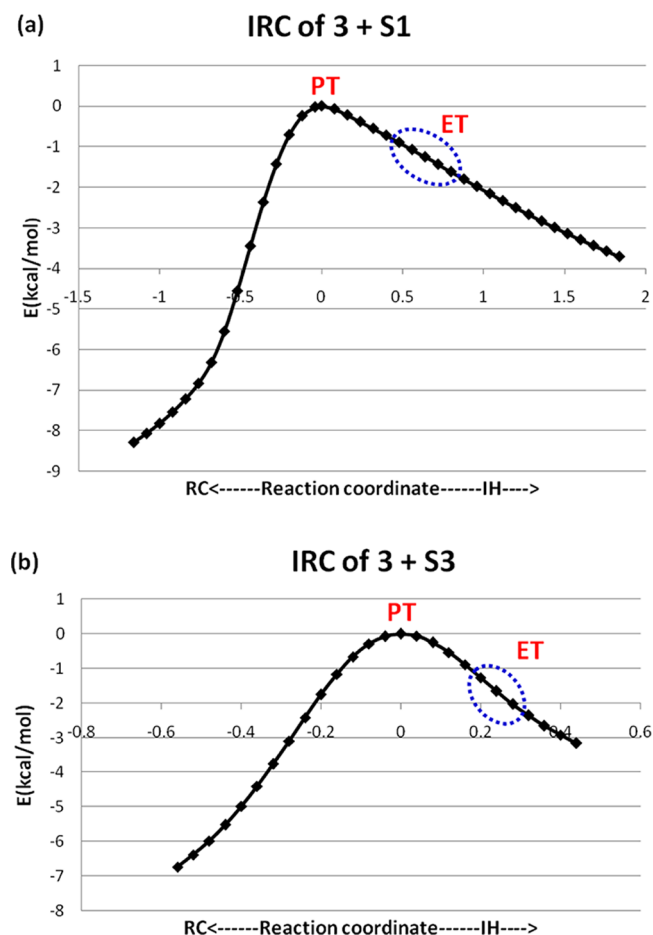 (a)
IRC of 3 + S1
1
PT
0
ET
-1
-2
-3
-4
-1.5 -1 -0.5 0 0.5 1 1.5 2
-5
-6
-7
-8
-9
E(kcal/mol)
RC<------Reaction coordinate------IH---->
(b)
IRC of 3 + S3
1
PT
0
ET
-1
-2
-3
-0.8 -0.6 -0.4 -0.2 0 0.2 0.4 0.6
-4
-5
-6
-7
-8
E(kcal/mol)
RC<------Reaction coordinate------IH---->